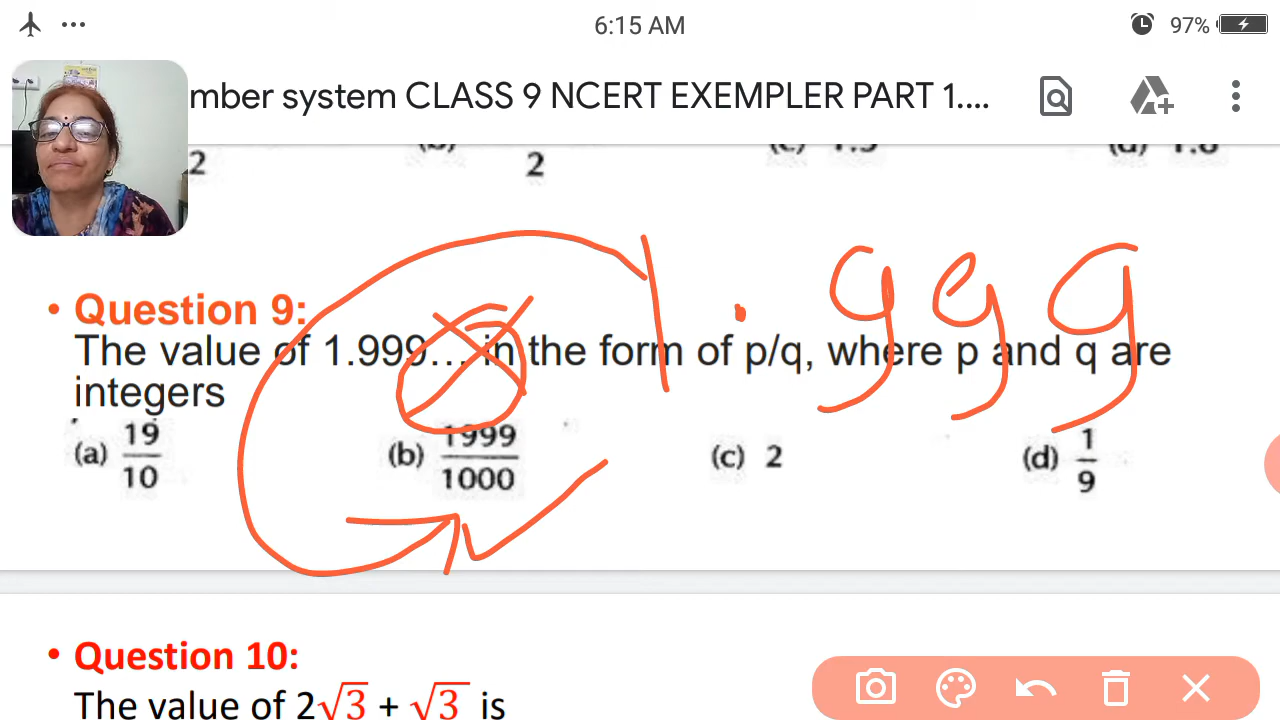 6:15 AM 97%
mber system CLASS 9 NCERT EXEMPLER PART 1....
2 2
• Question 9:
1.999
The value of 1.999... in the form of p/q, where p and q are
integers
(a) 19/10 (b) 1999/1000 (c) 2 (d) 1/9
• Question 10:
The value of 2√3 + √3 is